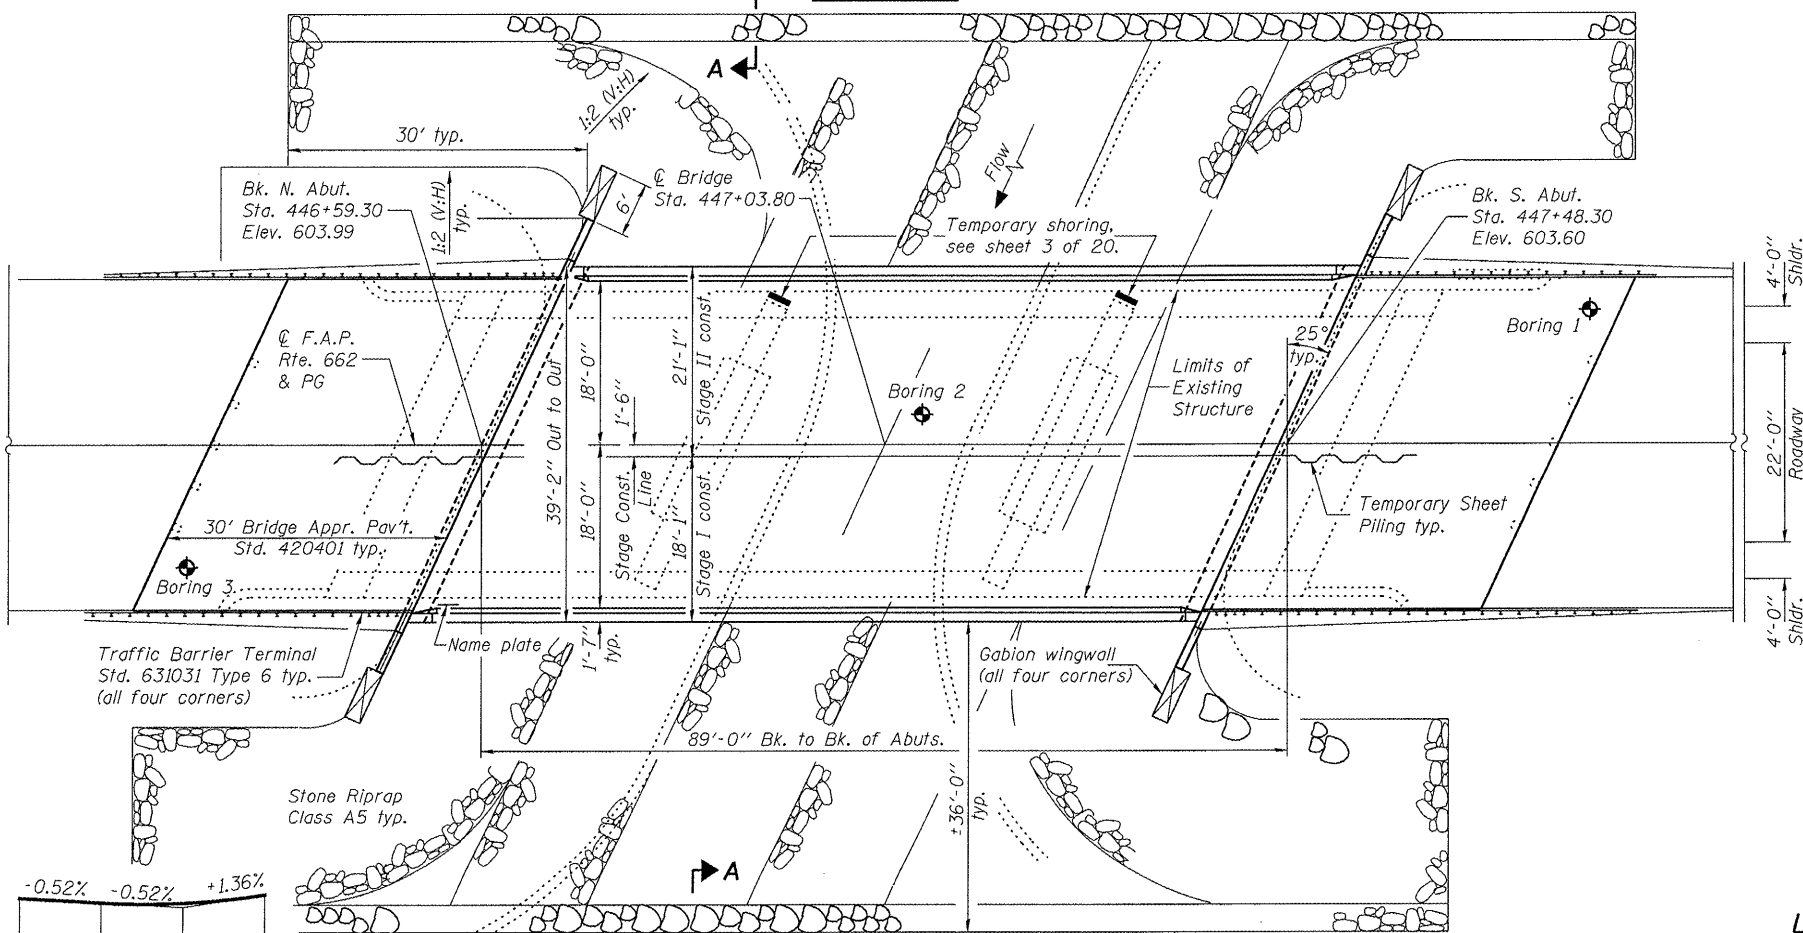 A
1:2 (V:H)
typ.
30' typ.
Bk. N. Abut.
Sta. 446+59.30
Elev. 603.99
1:2 (V:H)
typ.
6'
℄ Bridge
Sta. 447+03.80
Flow
Temporary shoring,
see sheet 3 of 20.
Bk. S. Abut.
Sta. 447+48.30
Elev. 603.60
4'-0"
Shldr.
Boring 1
℄ F.A.P.
Rte. 662
& PG
39'-2" Out to Out
18'-0"
1'-6"
21'-1"
Stage II const.
Boring 2
Limits of
Existing
Structure
25°
typ.
22'-0"
Roadway
30' Bridge Appr. Pav't.
Std. 420401 typ.
18'-0"
Stage Const.
Line
18'-1"
Stage I const.
Temporary Sheet
Piling typ.
Boring 3
Name plate
1'-7"
typ.
Traffic Barrier Terminal
Std. 631031 Type 6 typ.
(all four corners)
Gabion wingwall
(all four corners)
4'-0"
Shldr.
89'-0" Bk. to Bk. of Abuts.
Stone Riprap
Class A5 typ.
±36'-0"
typ.
A
-0.52%
-0.52%
+1.36%